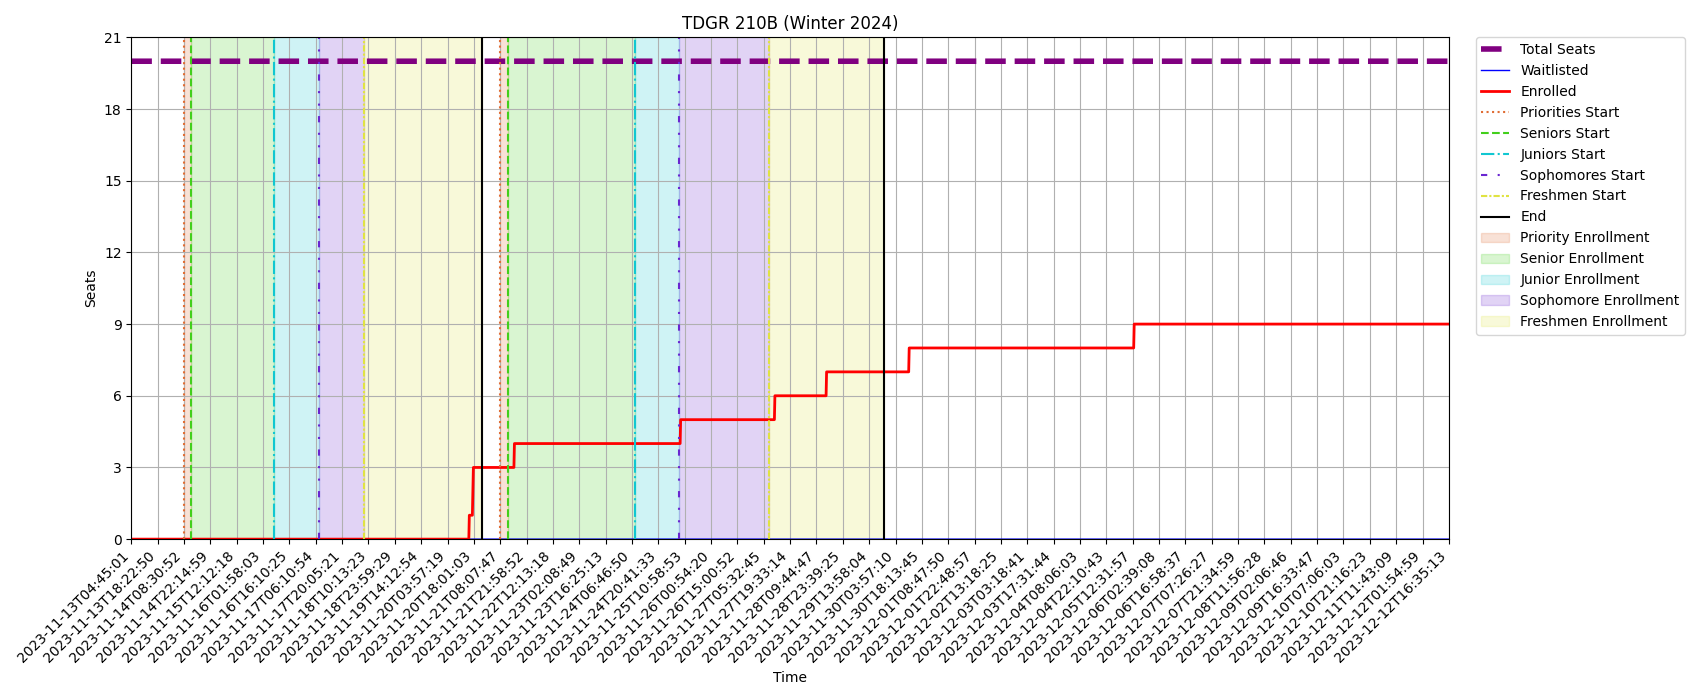 TDGR 210B (Winter 2024)
21
18
15
12
9
6
3
0
Seats
2023-11-13T04:45:01
2023-11-13T18:22:50
2023-11-14T08:30:52
2023-11-14T22:14:59
2023-11-15T12:12:18
2023-11-16T01:58:03
2023-11-16T16:10:25
2023-11-17T06:10:54
2023-11-17T20:05:21
2023-11-18T10:13:23
2023-11-18T23:59:29
2023-11-19T14:12:54
2023-11-20T03:57:19
2023-11-20T18:01:03
2023-11-21T08:07:47
2023-11-21T21:58:52
2023-11-22T12:13:18
2023-11-23T02:08:49
2023-11-23T16:25:13
2023-11-24T06:46:50
2023-11-24T20:41:33
2023-11-25T10:58:53
2023-11-26T00:54:20
2023-11-26T15:00:52
2023-11-27T05:32:45
2023-11-27T19:33:14
2023-11-28T09:44:47
2023-11-28T23:39:25
2023-11-29T13:58:04
2023-11-30T03:57:10
2023-11-30T18:13:45
2023-12-01T08:47:50
2023-12-01T22:48:57
2023-12-02T13:18:25
2023-12-03T03:18:41
2023-12-03T17:31:44
2023-12-04T08:06:03
2023-12-04T22:10:43
2023-12-05T12:31:57
2023-12-06T02:39:08
2023-12-06T16:58:37
2023-12-07T07:26:27
2023-12-07T21:34:59
2023-12-08T11:56:28
2023-12-09T02:06:46
2023-12-09T16:33:47
2023-12-10T07:06:03
2023-12-10T21:16:23
2023-12-11T11:43:09
2023-12-12T01:54:59
2023-12-12T16:35:13
Time
Total Seats
Waitlisted
Enrolled
Priorities Start
Seniors Start
Juniors Start
Sophomores Start
Freshmen Start
End
Priority Enrollment
Senior Enrollment
Junior Enrollment
Sophomore Enrollment
Freshmen Enrollment